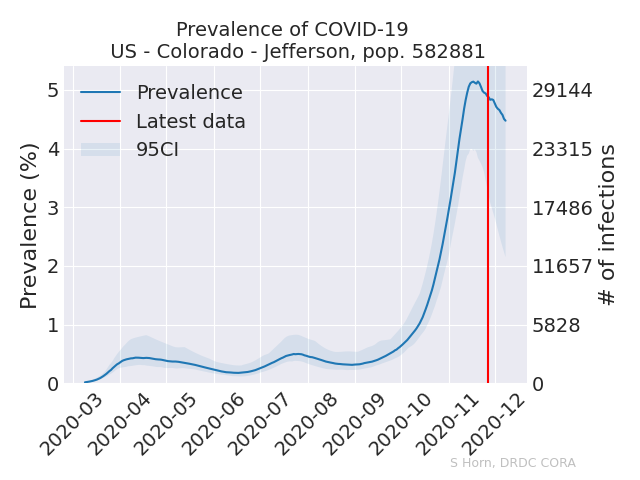 Prevalence of COVID-19
US - Colorado - Jefferson, pop. 582881
Prevalence
Latest data
95CI
Prevalence (%)
5
4
3
2
1
0
29144
23315
17486
11657
5828
0
# of infections
2020-03
2020-04
2020-05
2020-06
2020-07
2020-08
2020-09
2020-10
2020-11
2020-12
S Horn, DRDC CORA